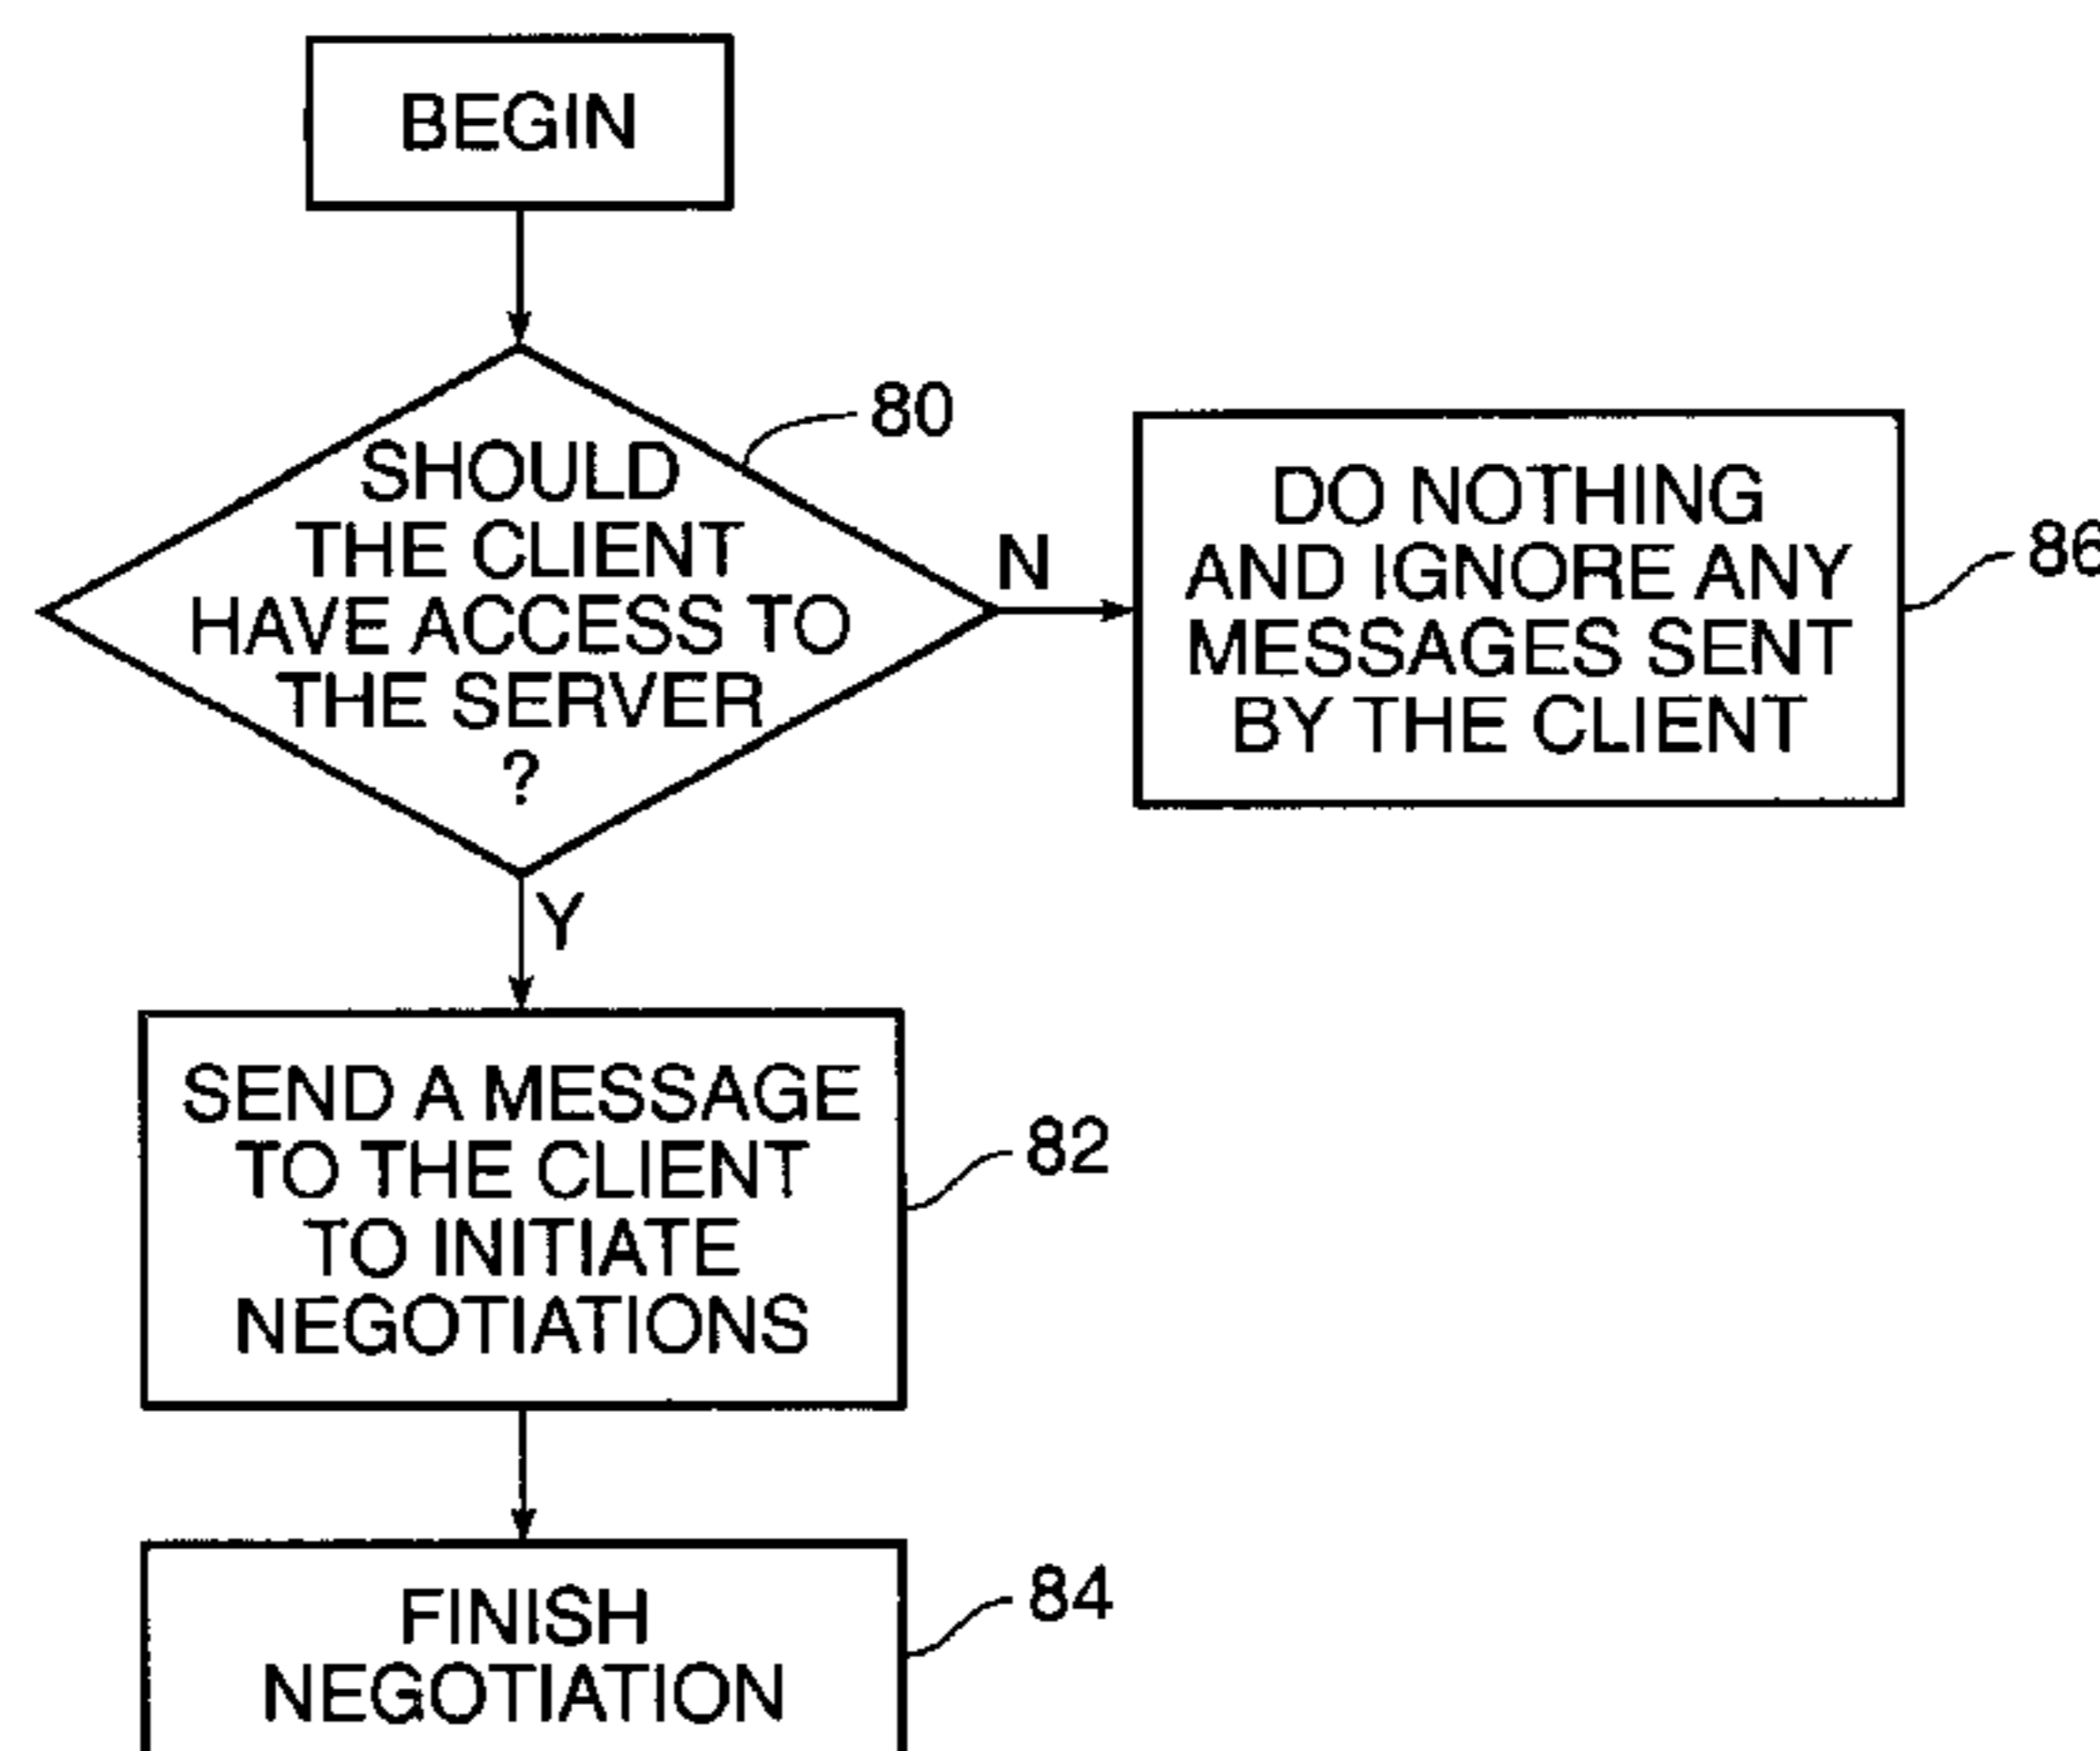 BEGIN
80
SHOULD
THE CLIENT
HAVE ACCESS TO
THE SERVER
?
N
DO NOTHING
AND IGNORE ANY
MESSAGES SENT
BY THE CLIENT
86
Y
SEND A MESSAGE
TO THE CLIENT
TO INITIATE
NEGOTIATIONS
82
FINISH
NEGOTIATION
84